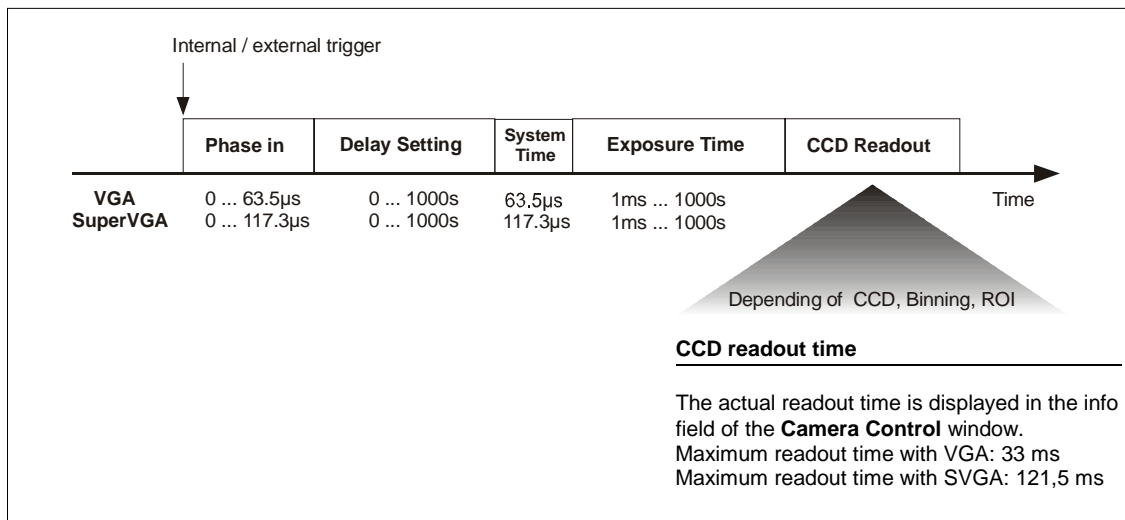 Internal / external trigger
Phase in Delay Setting System Time Exposure Time CCD Readout
VGA 0 ... 63.5µs 0 ... 1000s 63.5µs 1ms ... 1000s Time
SuperVGA 0 ... 117.3µs 0 ... 1000s 117.3µs 1ms ... 1000s
Depending of CCD, Binning, ROI
CCD readout time
The actual readout time is displayed in the info
field of the Camera Control window.
Maximum readout time with VGA: 33 ms
Maximum readout time with SVGA: 121,5 ms